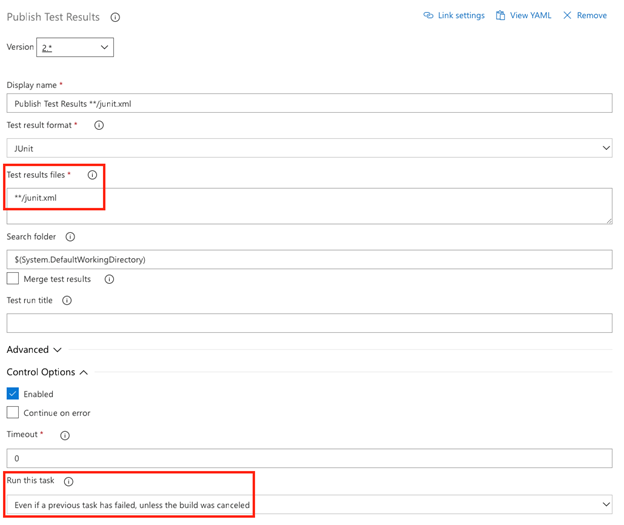 Publish Test Results
Link settings View YAML Remove
Version 2.*
Display name *
Publish Test Results **/junit.xml
Test result format *
JUnit
Test results files *
**/junit.xml
Search folder
$(System.DefaultWorkingDirectory)
Merge test results
Test run title
Advanced
Control Options
Enabled
Continue on error
Timeout *
0
Run this task
Even if a previous task has failed, unless the build was canceled